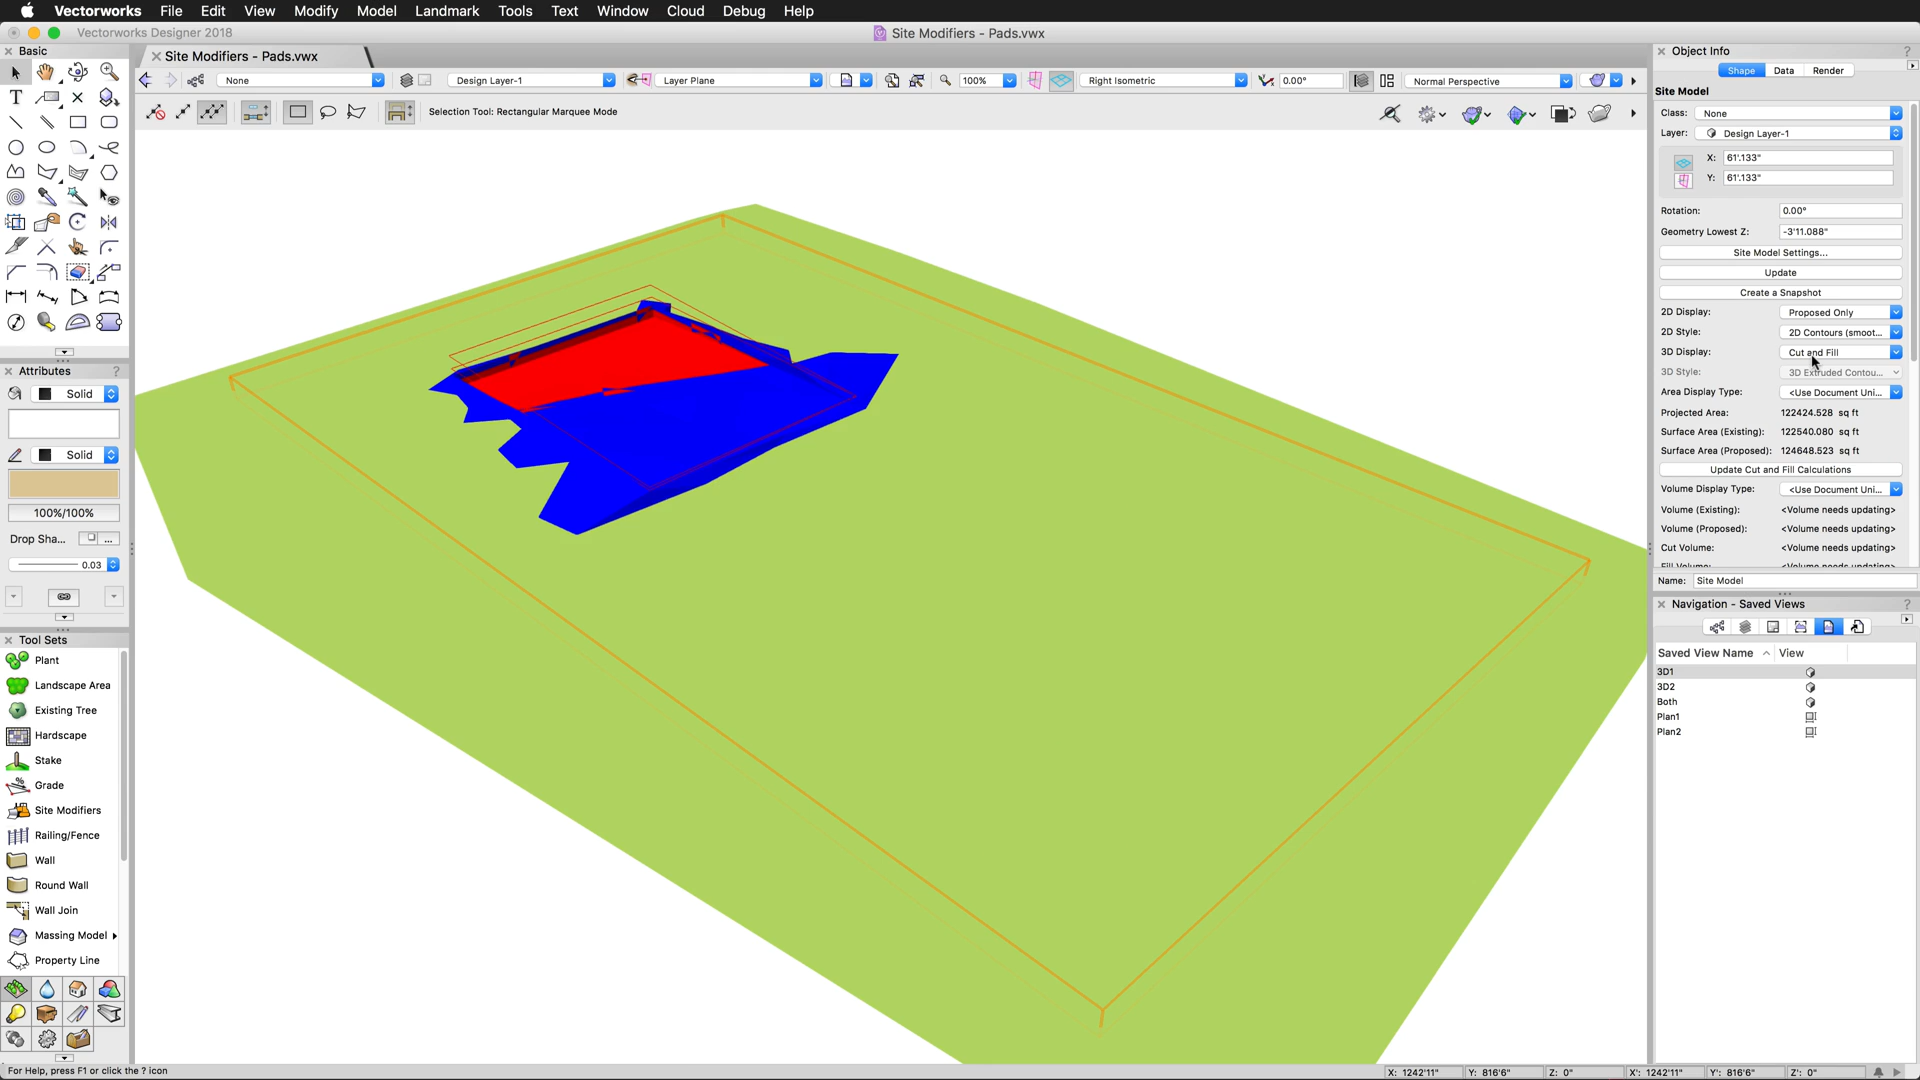 Vectorworks File Edit View Modify Model Landmark Tools Text Window Cloud Debug Help
Vectorworks Designer 2018
Site Modifiers - Pads.vwx
Basic
Site Modifiers - Pads.vwx
None
Design Layer-1
Layer Plane
100%
Right Isometric
0.00°
Normal Perspective
Selection Tool: Rectangular Marquee Mode
Attributes ?
Solid
Solid
100%/100%
Drop Sha...
...
0.03
Tool Sets
Plant
Landscape Area
Existing Tree
Hardscape
Stake
Grade
Site Modifiers
Railing/Fence
Wall
Round Wall
Wall Join
Massing Model
Property Line
For Help, press F1 or click the ? icon
Object Info ?
Shape Data Render
Site Model
Class: None
Layer: Design Layer-1
X: 61'.133"
Y: 61'.133"
Rotation: 0.00°
Geometry Lowest Z: -3'11.088"
Site Model Settings...
Update
Create a Snapshot
2D Display: Proposed Only
2D Style: 2D Contours (smoot...
3D Display: Cut and Fill
3D Style: 3D Extruded Contou...
Area Display Type: <Use Document Uni...
Projected Area: 122424.528 sq ft
Surface Area (Existing): 122540.080 sq ft
Surface Area (Proposed): 124648.523 sq ft
Update Cut and Fill Calculations
Volume Display Type: <Use Document Uni...
Volume (Existing): <Volume needs updating>
Volume (Proposed): <Volume needs updating>
Cut Volume: <Volume needs updating>
Fill Volume: <Volume needs updating>
Name: Site Model
Navigation - Saved Views ?
Saved View Name View
3D1
3D2
Both
Plan1
Plan2
X: 1242'11" Y: 816'6" Z: 0" X': 1242'11" Y': 816'6" Z': 0"